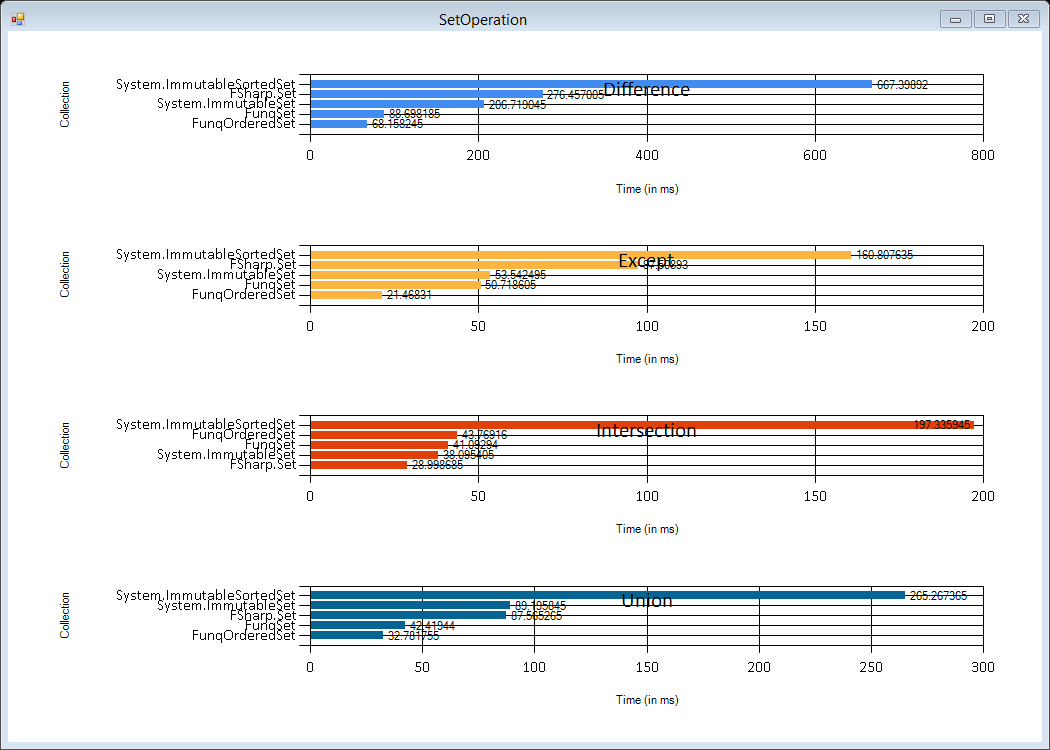 SetOperation
Difference
Collection
System.ImmutableSortedSet 667.39892
FSharp.Set 276.457005
System.ImmutableSet 206.719045
FunqSet 88.698185
FunqOrderedSet 68.158245
0 200 400 600 800
Time (in ms)
Except
Collection
System.ImmutableSortedSet 160.807635
FSharp.Set
System.ImmutableSet 53.542495
FunqSet 50.718605
FunqOrderedSet 21.46831
0 50 100 150 200
Time (in ms)
Intersection
Collection
System.ImmutableSortedSet 197.335945
FunqOrderedSet 43.76916
FunqSet 41.09294
System.ImmutableSet 38.095405
FSharp.Set 28.998685
0 50 100 150 200
Time (in ms)
Union
Collection
System.ImmutableSortedSet 265.267365
System.ImmutableSet 89.195845
FSharp.Set 87.565265
FunqSet 42.41944
FunqOrderedSet 32.781755
0 50 100 150 200 250 300
Time (in ms)